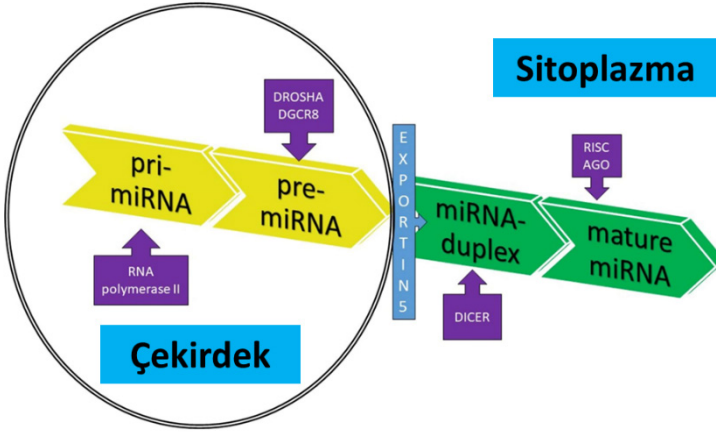 Sitoplazma
DROSHA
DGCR8
RISC
AGO
pri-
miRNA
pre-
miRNA
EXPORTIN5
miRNA-
duplex
mature
miRNA
RNA
polymerase II
DICER
Çekirdek